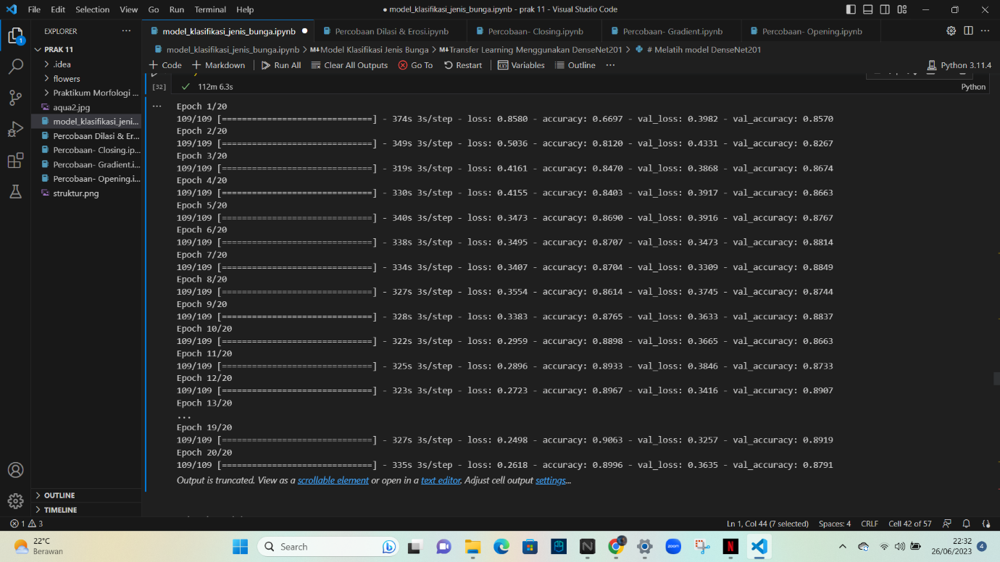 File Edit Selection View Go Run Terminal Help
● model_klasifikasi_jenis_bunga.ipynb - prak 11 - Visual Studio Code
EXPLORER ...
model_klasifikasi_jenis_bunga.ipynb ●
Percobaan Dilasi & Erosi.ipynb
Percobaan- Closing.ipynb
Percobaan- Gradient.ipynb
Percobaan- Opening.ipynb
1
PRAK 11
.idea
flowers
Praktikum Morfologi ...
aqua2.jpg
model_klasifikasi_jeni...
Percobaan Dilasi & Er...
Percobaan- Closing.ip...
Percobaan- Gradient.i...
Percobaan- Opening.i...
struktur.png
OUTLINE
TIMELINE
model_klasifikasi_jenis_bunga.ipynb > M↓Model Klasifikasi Jenis Bunga > M↓Transfer Learning Menggunakan DenseNet201 > # Melatih model DenseNet201
+ Code + Markdown Run All Clear All Outputs Go To Restart Variables Outline ... Python 3.11.4
[32] ✓ 112m 6.3s Python
... Epoch 1/20
109/109 [==============================] - 374s 3s/step - loss: 0.8580 - accuracy: 0.6697 - val_loss: 0.3982 - val_accuracy: 0.8570
Epoch 2/20
109/109 [==============================] - 349s 3s/step - loss: 0.5036 - accuracy: 0.8120 - val_loss: 0.4331 - val_accuracy: 0.8267
Epoch 3/20
109/109 [==============================] - 319s 3s/step - loss: 0.4161 - accuracy: 0.8470 - val_loss: 0.3868 - val_accuracy: 0.8674
Epoch 4/20
109/109 [==============================] - 330s 3s/step - loss: 0.4155 - accuracy: 0.8403 - val_loss: 0.3917 - val_accuracy: 0.8663
Epoch 5/20
109/109 [==============================] - 340s 3s/step - loss: 0.3473 - accuracy: 0.8690 - val_loss: 0.3916 - val_accuracy: 0.8767
Epoch 6/20
109/109 [==============================] - 338s 3s/step - loss: 0.3495 - accuracy: 0.8707 - val_loss: 0.3473 - val_accuracy: 0.8814
Epoch 7/20
109/109 [==============================] - 334s 3s/step - loss: 0.3407 - accuracy: 0.8704 - val_loss: 0.3309 - val_accuracy: 0.8849
Epoch 8/20
109/109 [==============================] - 327s 3s/step - loss: 0.3554 - accuracy: 0.8614 - val_loss: 0.3745 - val_accuracy: 0.8744
Epoch 9/20
109/109 [==============================] - 328s 3s/step - loss: 0.3383 - accuracy: 0.8765 - val_loss: 0.3633 - val_accuracy: 0.8837
Epoch 10/20
109/109 [==============================] - 322s 3s/step - loss: 0.2959 - accuracy: 0.8898 - val_loss: 0.3665 - val_accuracy: 0.8663
Epoch 11/20
109/109 [==============================] - 325s 3s/step - loss: 0.2896 - accuracy: 0.8933 - val_loss: 0.3846 - val_accuracy: 0.8733
Epoch 12/20
109/109 [==============================] - 323s 3s/step - loss: 0.2723 - accuracy: 0.8967 - val_loss: 0.3416 - val_accuracy: 0.8907
Epoch 13/20
...
Epoch 19/20
109/109 [==============================] - 327s 3s/step - loss: 0.2498 - accuracy: 0.9063 - val_loss: 0.3257 - val_accuracy: 0.8919
Epoch 20/20
109/109 [==============================] - 335s 3s/step - loss: 0.2618 - accuracy: 0.8996 - val_loss: 0.3635 - val_accuracy: 0.8791
Output is truncated. View as a scrollable element or open in a text editor. Adjust cell output settings...
1 3
Ln 1, Col 44 (7 selected) Spaces: 4 CRLF Cell 42 of 57
22°C
Berawan
Search
zoom
22:32
26/06/2023
4